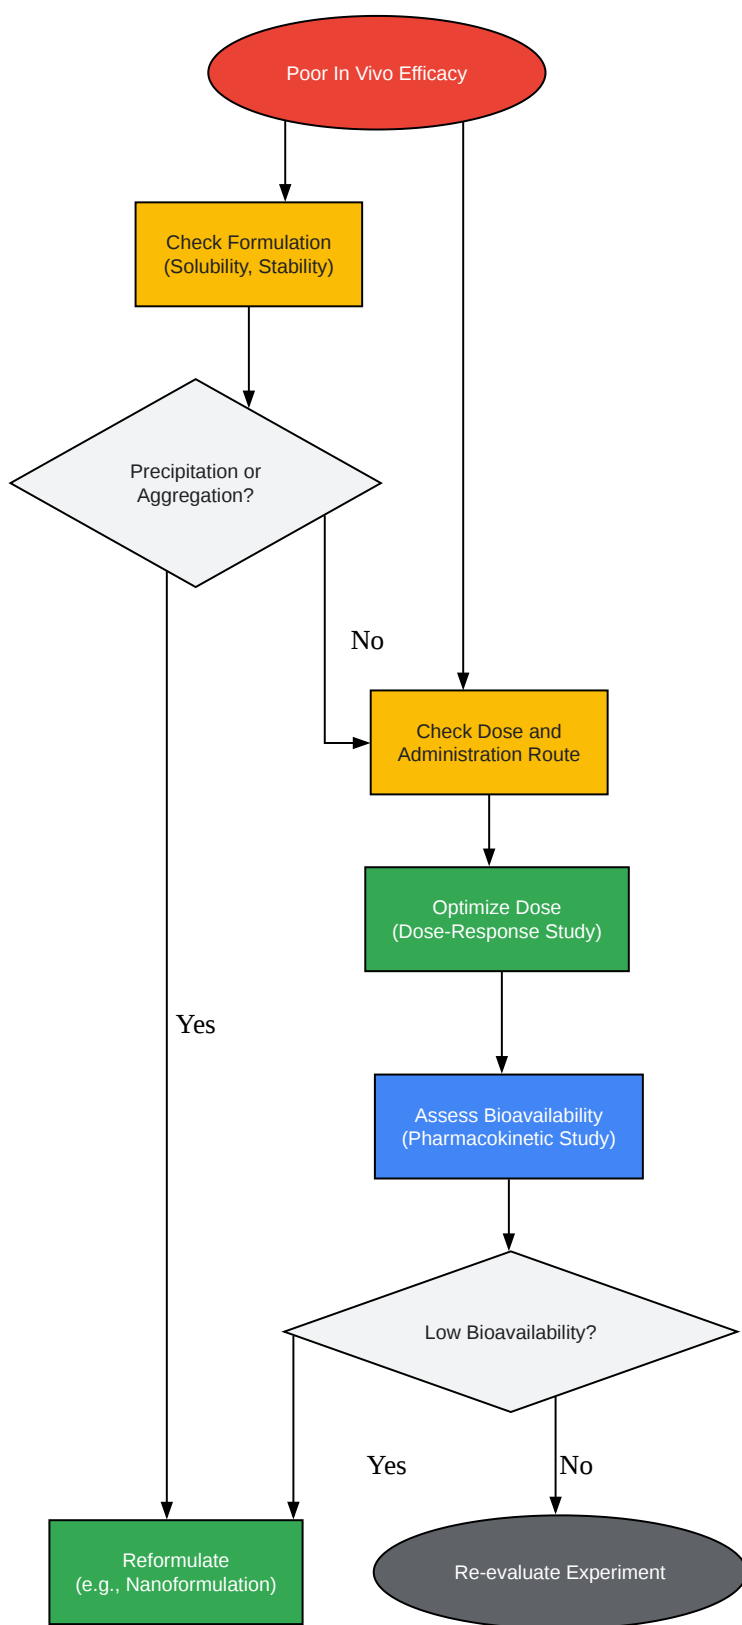 Poor In Vivo Efficacy
Check Formulation
(Solubility, Stability)
Precipitation or
Aggregation?
No
Check Dose and
Administration Route
Optimize Dose
(Dose-Response Study)
Yes
Assess Bioavailability
(Pharmacokinetic Study)
Low Bioavailability?
Yes
No
Reformulate
(e.g., Nanoformulation)
Re-evaluate Experiment